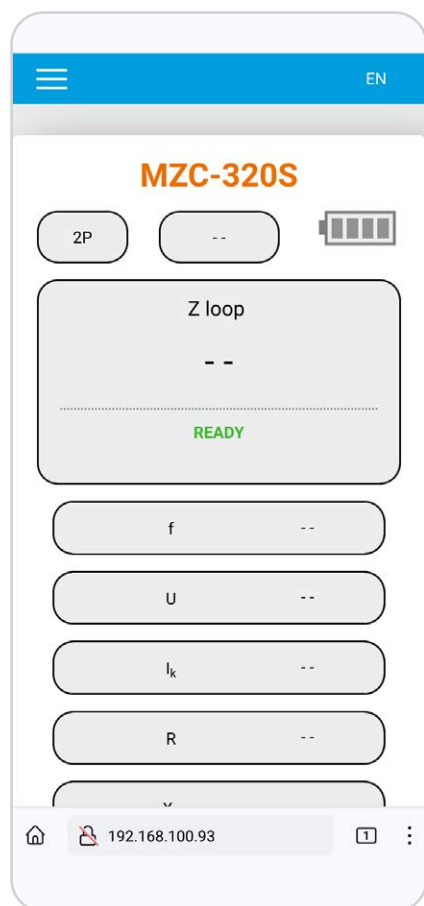 EN
MZC-320S
2P
--
Z loop
--
READY
f --
U --
Ik --
R --
192.168.100.93
1